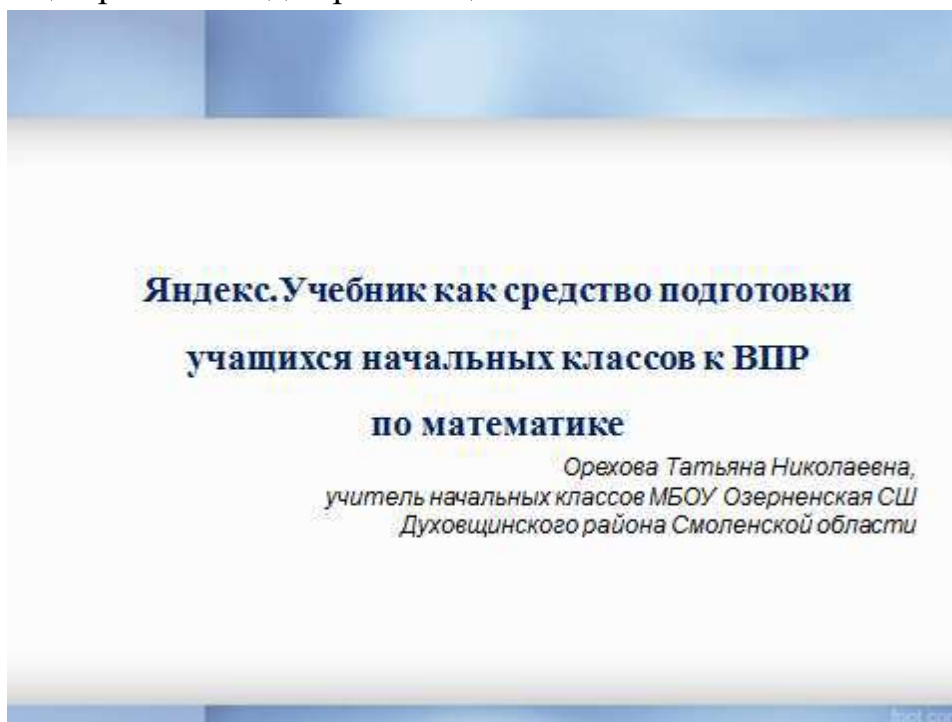 Яндекс.Учебник как средство подготовки
учащихся начальных классов к ВПР
по математике
Орехова Татьяна Николаевна,
учитель начальных классов МБОУ Озерненская СШ
Духовщинского района Смоленской области